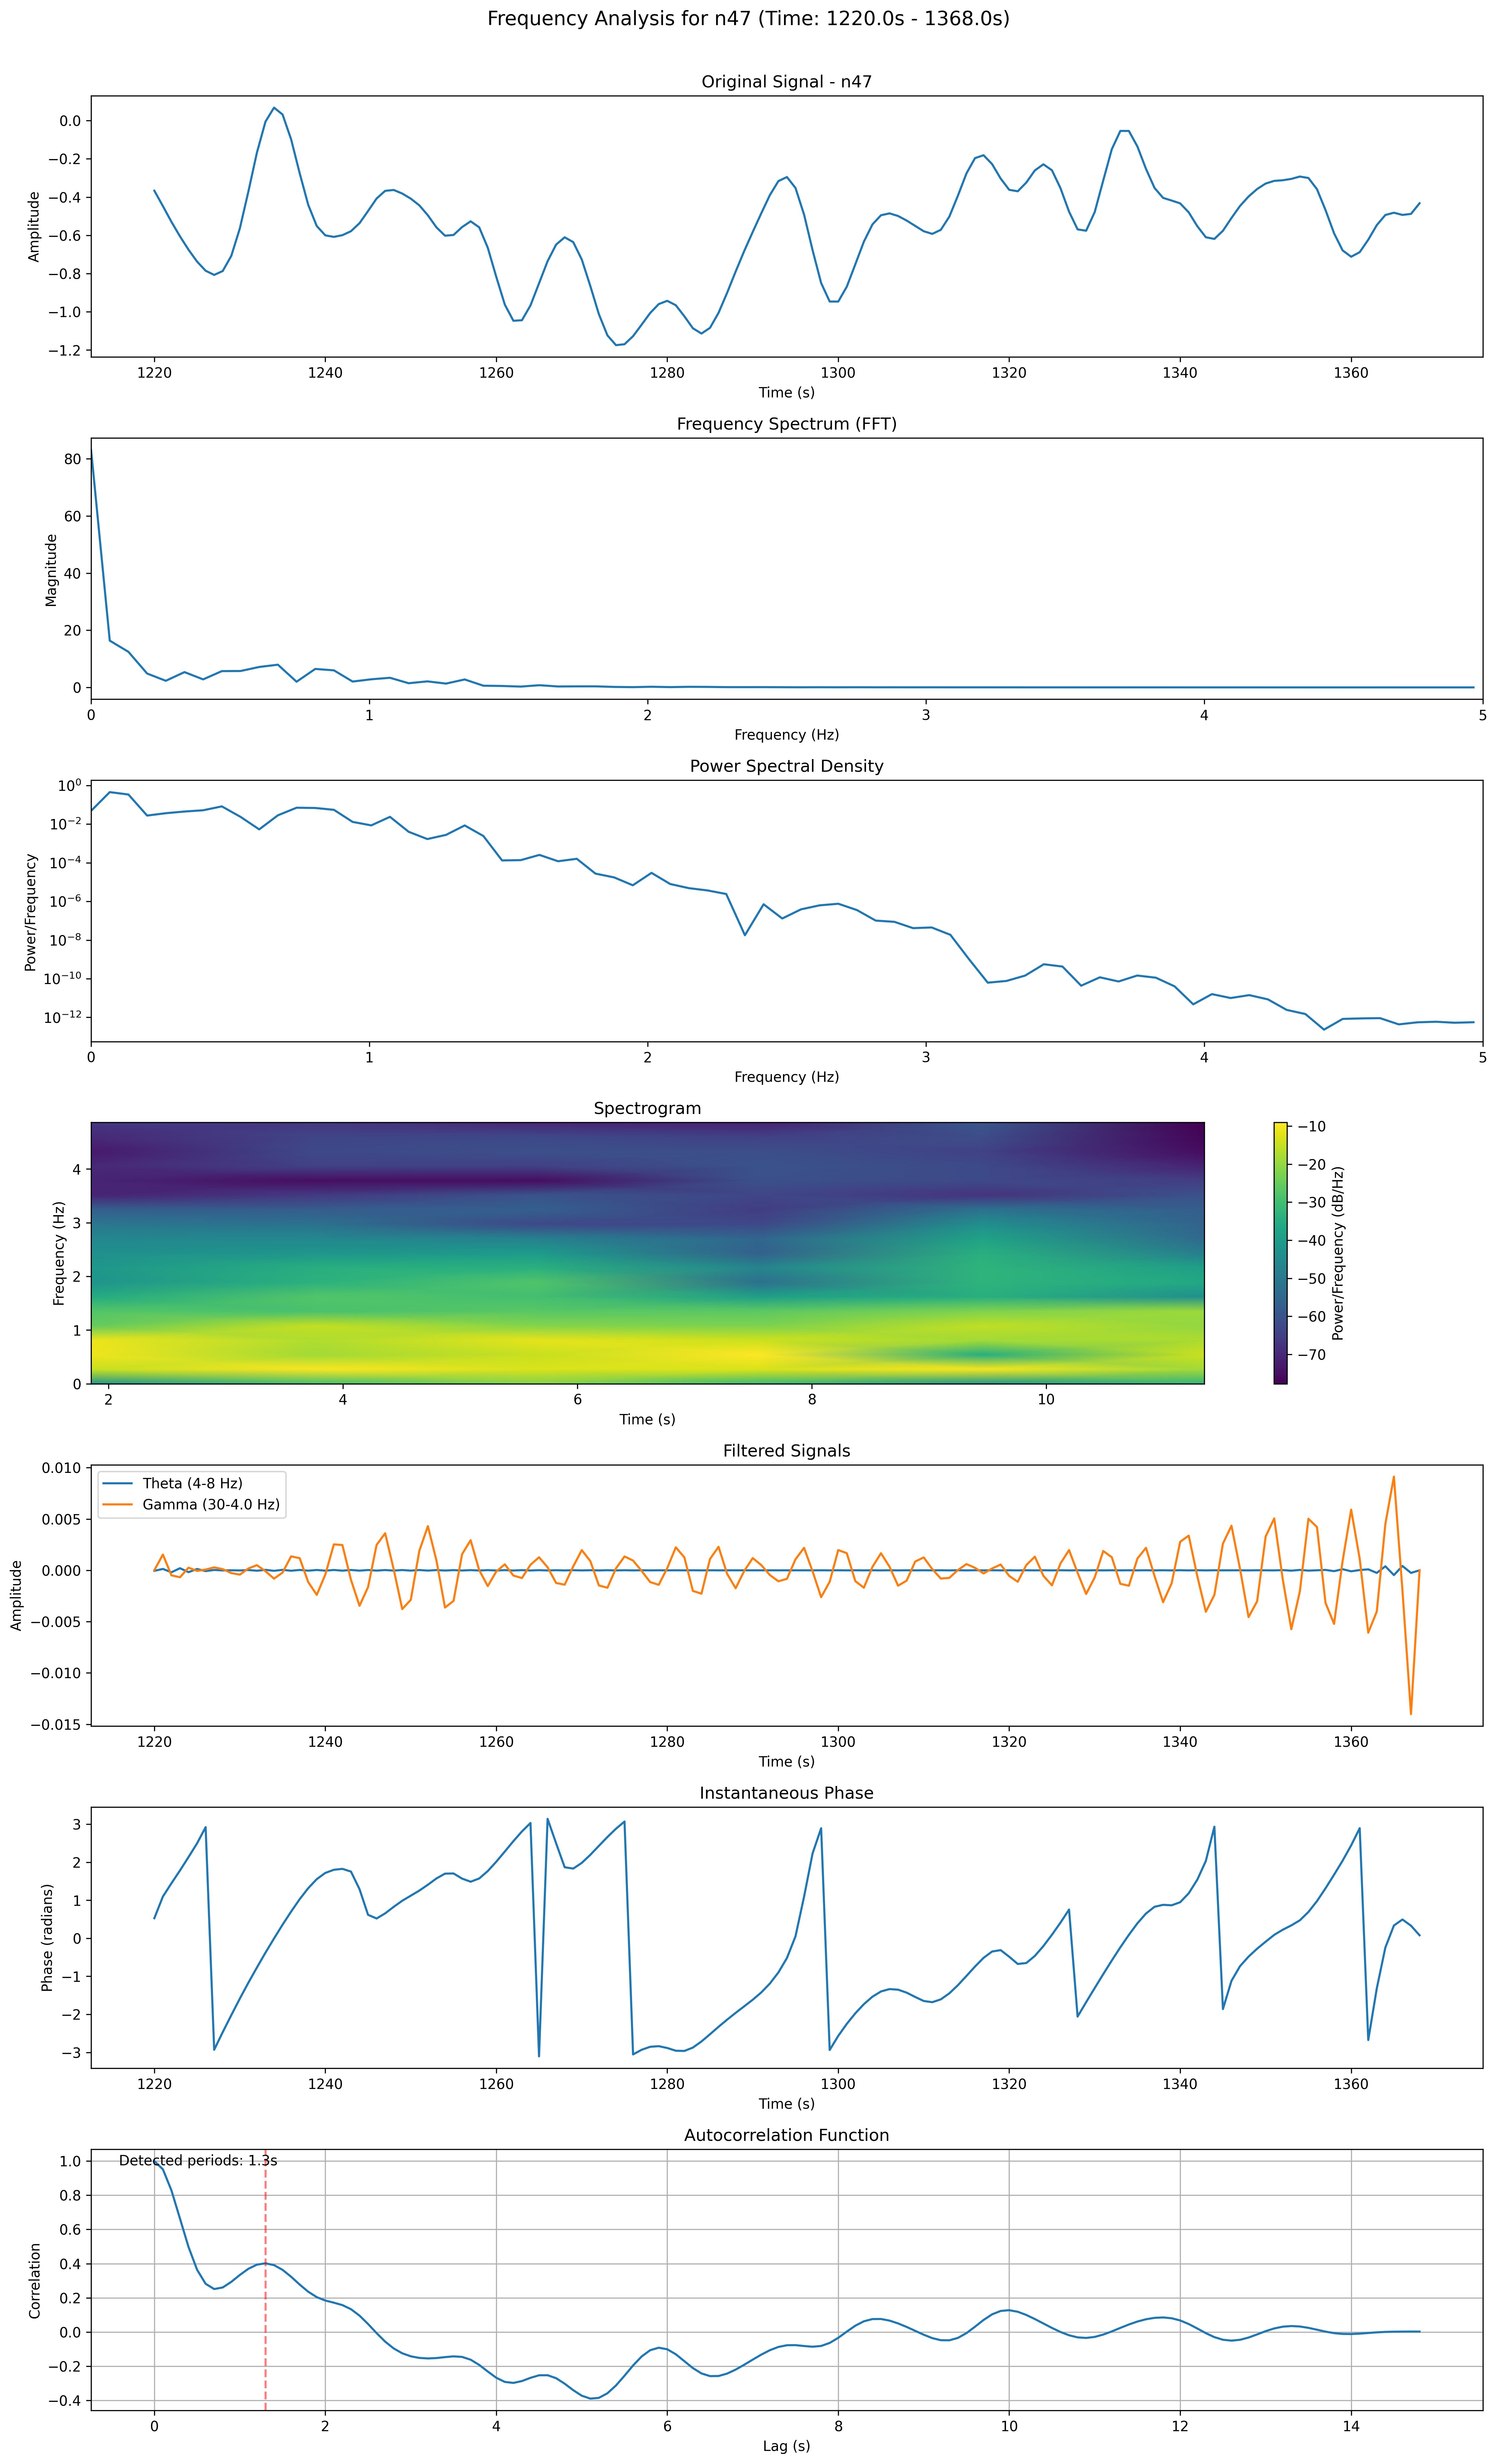 Frequency Analysis for n47 (Time: 1220.0s - 1368.0s)
Original Signal - n47
Amplitude
0.0
−0.2
−0.4
−0.6
−0.8
−1.0
−1.2
1220 1240 1260 1280 1300 1320 1340 1360
Time (s)
Frequency Spectrum (FFT)
Magnitude
80
60
40
20
0
0 1 2 3 4 5
Frequency (Hz)
Power Spectral Density
Power/Frequency
10⁰
10⁻²
10⁻⁴
10⁻⁶
10⁻⁸
10⁻¹⁰
10⁻¹²
0 1 2 3 4 5
Frequency (Hz)
Spectrogram
Frequency (Hz)
4
3
2
1
0
2 4 6 8 10
Time (s)
−10
−20
−30
−40
−50
−60
−70
Power/Frequency (dB/Hz)
Filtered Signals
Theta (4-8 Hz)
Gamma (30-4.0 Hz)
Amplitude
0.010
0.005
0.000
−0.005
−0.010
−0.015
1220 1240 1260 1280 1300 1320 1340 1360
Time (s)
Instantaneous Phase
Phase (radians)
3
2
1
0
−1
−2
−3
1220 1240 1260 1280 1300 1320 1340 1360
Time (s)
Autocorrelation Function
Detected periods: 1.3s
Correlation
1.0
0.8
0.6
0.4
0.2
0.0
−0.2
−0.4
0 2 4 6 8 10 12 14
Lag (s)